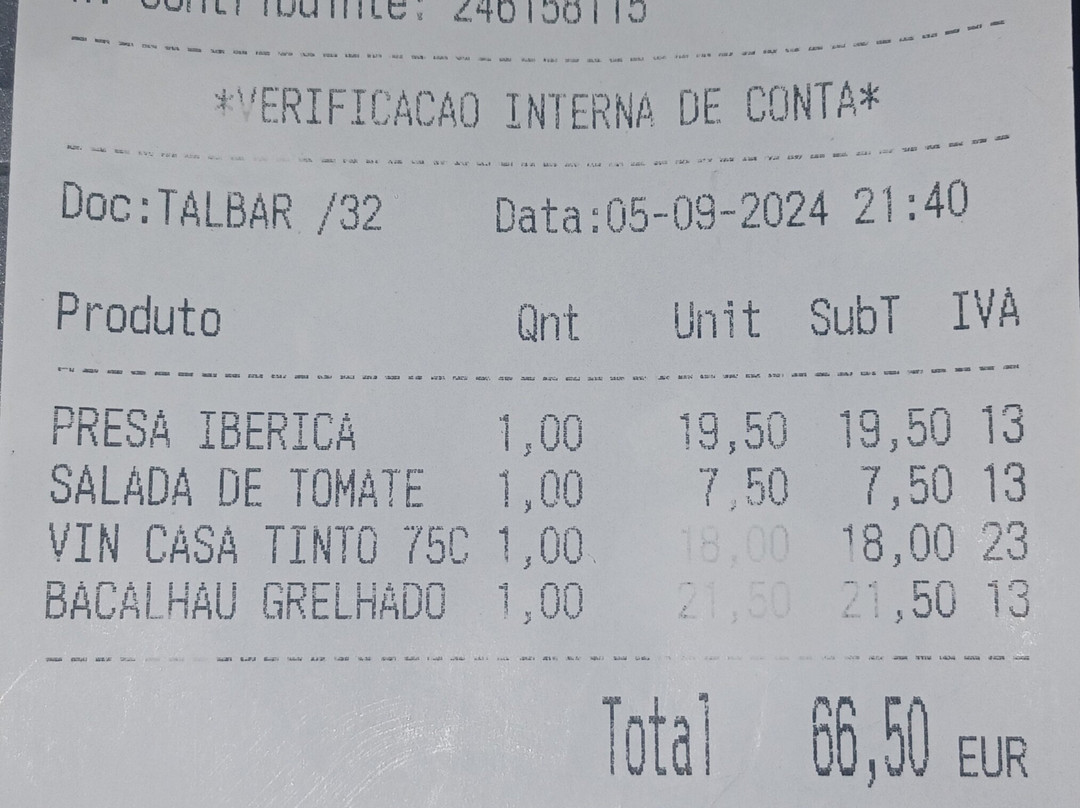 Contribuinte: 246158115
*VERIFICACAO INTERNA DE CONTA*
Doc:TALBAR /32 Data:05-09-2024 21:40
Produto Qnt Unit SubT IVA
PRESA IBERICA 1,00 19,50 19,50 13
SALADA DE TOMATE 1,00 7,50 7,50 13
VIN CASA TINTO 75C 1,00 18,00 18,00 23
BACALHAU GRELHADO 1,00 21,50 21,50 13
Total 66,50 EUR